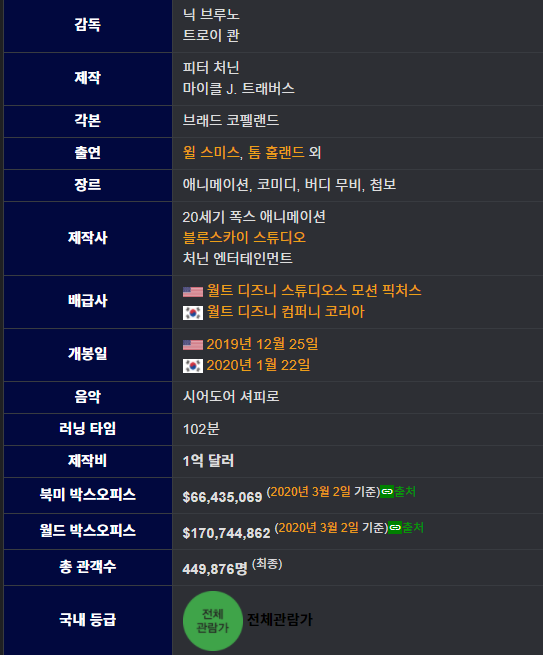 감독
닉 브루노
트로이 콴
제작
피터 처닌
마이클 J. 트래버스
각본
브래드 코펠랜드
출연
윌 스미스, 톰 홀랜드 외
장르
애니메이션, 코미디, 버디 무비, 첩보
제작사
20세기 폭스 애니메이션
블루스카이 스튜디오
처닌 엔터테인먼트
배급사
월트 디즈니 스튜디오스 모션 픽처스
월트 디즈니 컴퍼니 코리아
개봉일
2019년 12월 25일
2020년 1월 22일
음악
시어도어 셔피로
러닝 타임
102분
제작비
1억 달러
북미 박스오피스
$66,435,069 (2020년 3월 2일 기준)출처
월드 박스오피스
$170,744,862 (2020년 3월 2일 기준)출처
총 관객수
449,876명 (최종)
국내 등급
전체
관람가
전체관람가